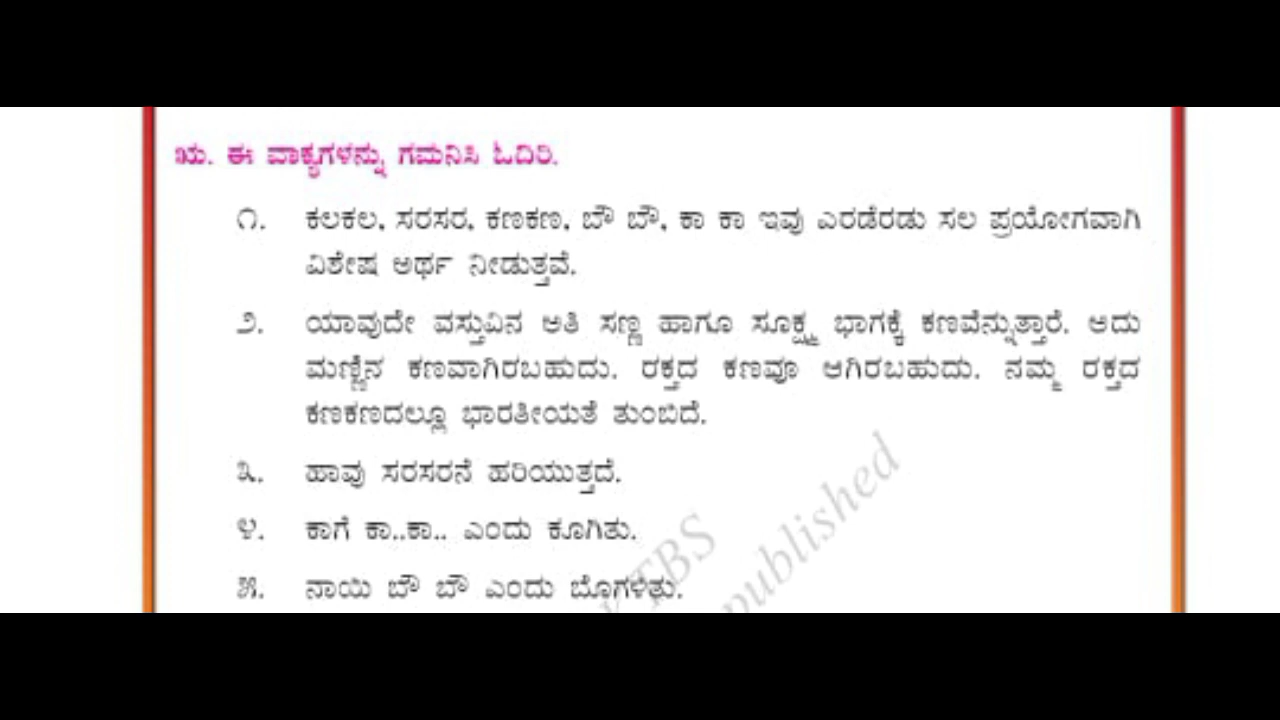 ಋ. ಈ ವಾಕ್ಯಗಳನ್ನು ಗಮನಿಸಿ ಓದಿರಿ.
೧. ಕಲಕಲ, ಸರಸರ, ಕಣಕಣ, ಬೌ ಬೌ, ಕಾ ಕಾ ಇವು ಎರಡೆರಡು ಸಲ ಪ್ರಯೋಗವಾಗಿ
ವಿಶೇಷ ಅರ್ಥ ನೀಡುತ್ತವೆ.
೨. ಯಾವುದೇ ವಸ್ತುವಿನ ಅತಿ ಸಣ್ಣ ಹಾಗೂ ಸೂಕ್ಷ್ಮ ಭಾಗಕ್ಕೆ ಕಣವೆನ್ನುತ್ತಾರೆ. ಅದು
ಮಣ್ಣಿನ ಕಣವಾಗಿರಬಹುದು. ರಕ್ತದ ಕಣವೂ ಆಗಿರಬಹುದು. ನಮ್ಮ ರಕ್ತದ
ಕಣಕಣದಲ್ಲೂ ಭಾರತೀಯತೆ ತುಂಬಿದೆ.
೩. ಹಾವು ಸರಸರನೆ ಹರಿಯುತ್ತದೆ.
೪. ಕಾಗೆ ಕಾ..ಕಾ.. ಎಂದು ಕೂಗಿತು.
೫. ನಾಯಿ ಬೌ ಬೌ ಎಂದು ಬೊಗಳಿತು.
TBS
published